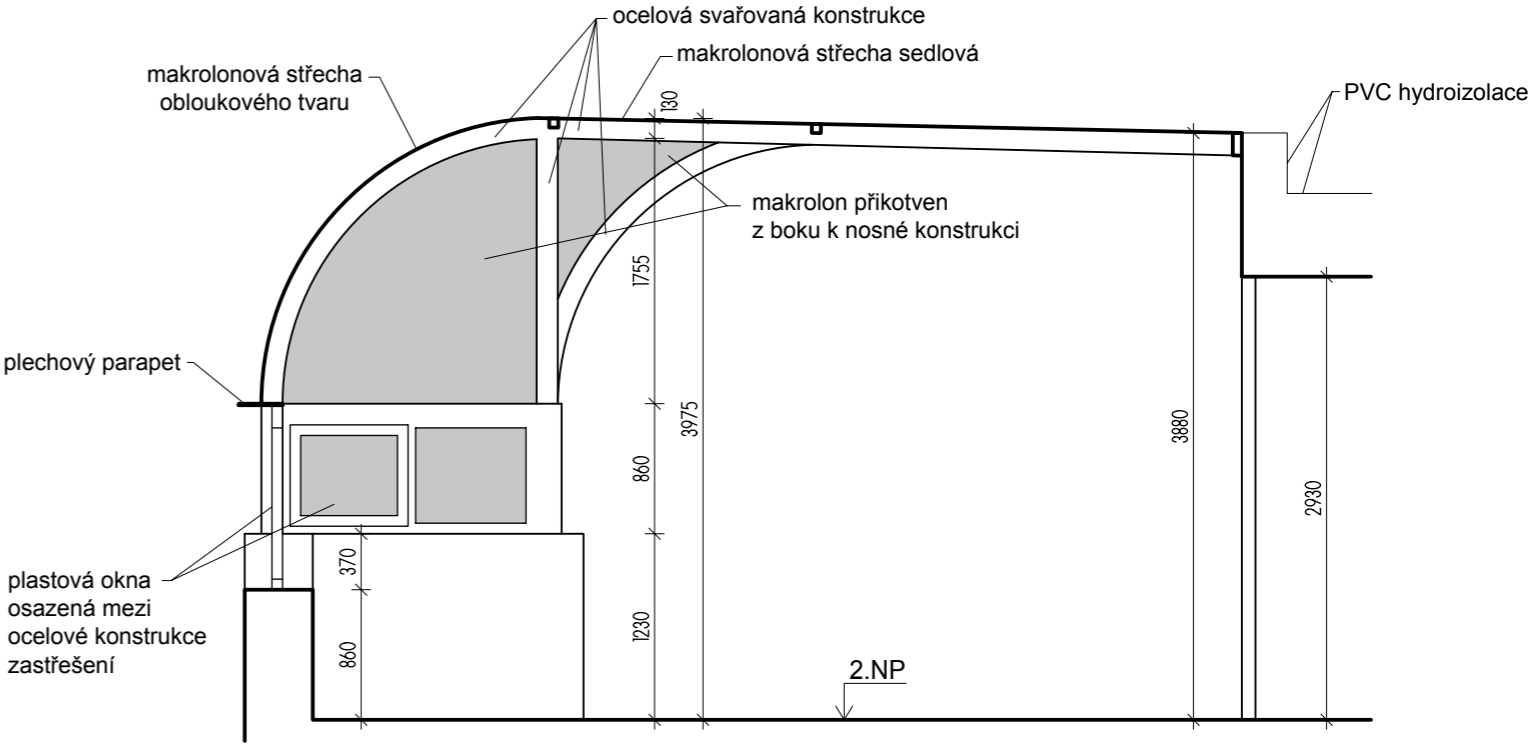 ocelová svařovaná konstrukce
makrolonová střecha sedlová
makrolonová střecha
obloukového tvaru
PVC hydroizolace
130
makrolon přikotven
z boku k nosné konstrukci
1755
plechový parapet
3975
3880
860
2930
370
plastová okna
osazená mezi
ocelové konstrukce
zastřešení
1230
860
2.NP